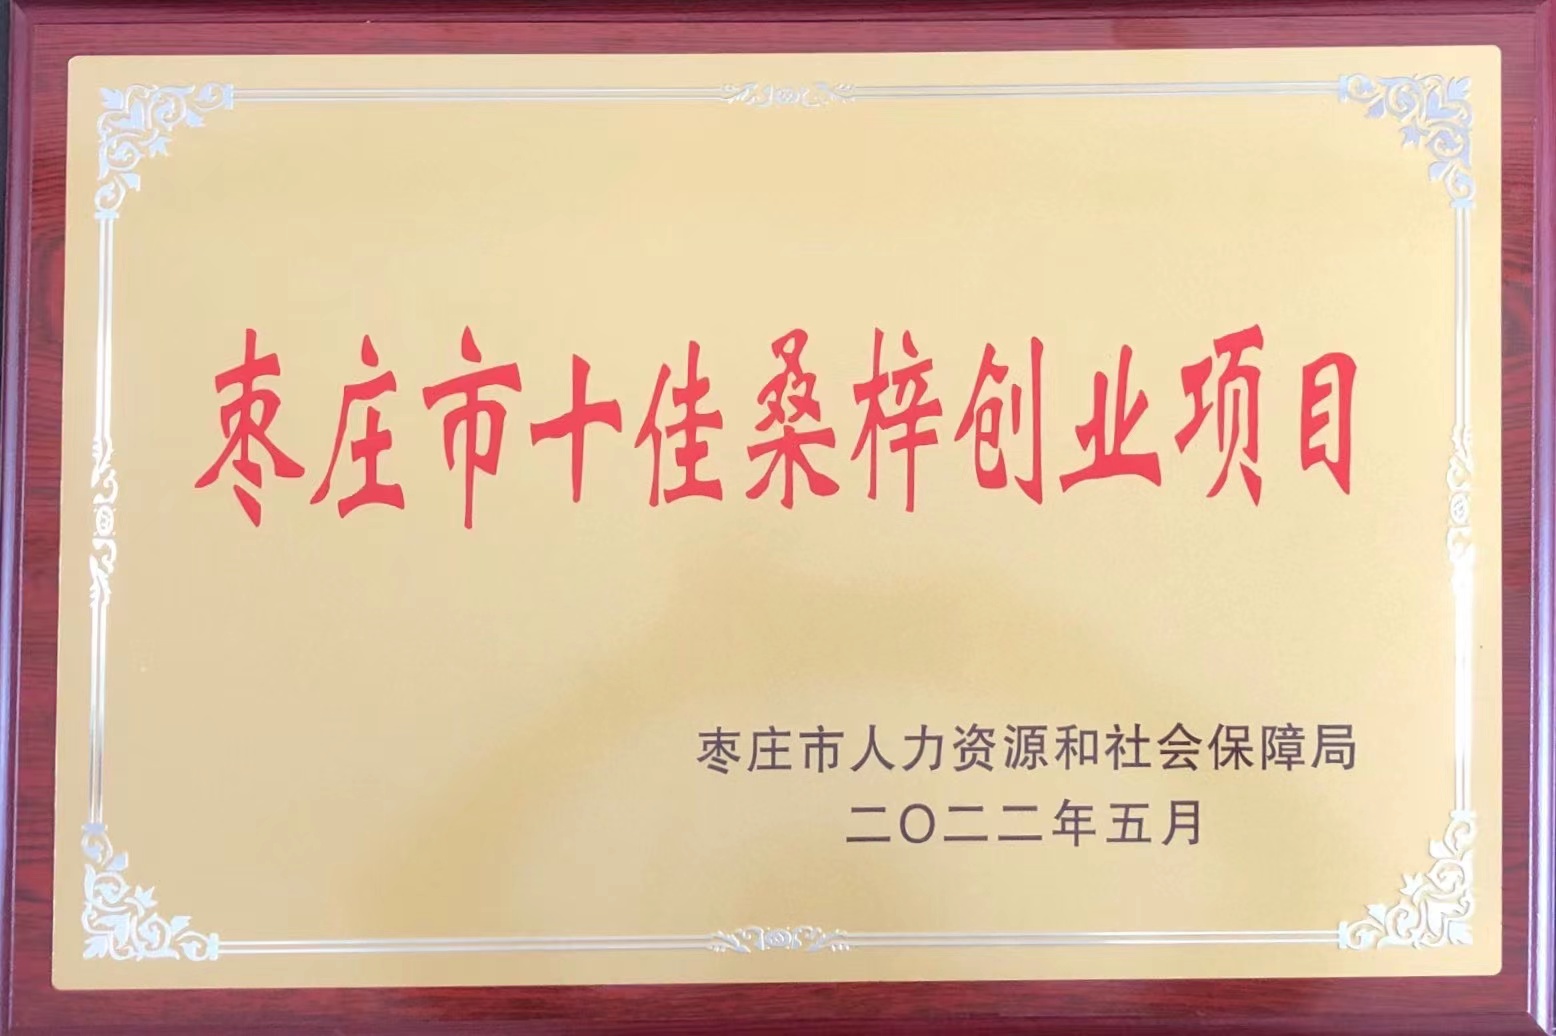 枣庄市十佳桑梓创业项目
枣庄市人力资源和社会保障局
二〇二二年五月